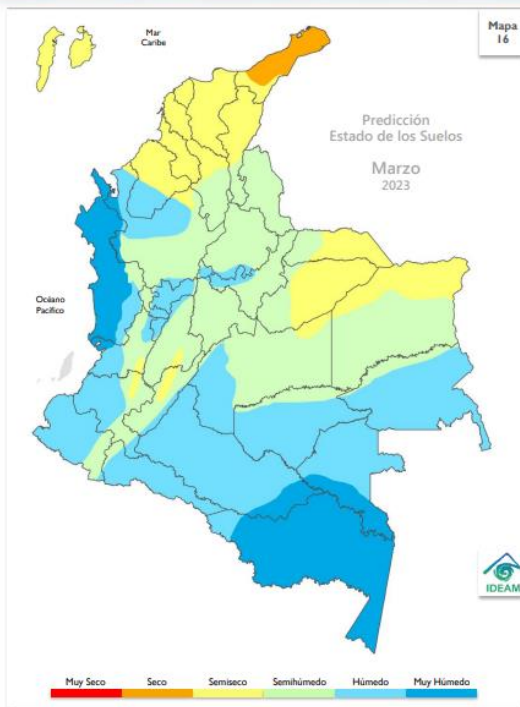 Mapa
16
Mar
Caribe
Predicción
Estado de los Suelos
Marzo
2023
Océano
Pacífico
IDEAM
Muy Seco
Seco
Semiseco
Semihúmedo
Húmedo
Muy Húmedo